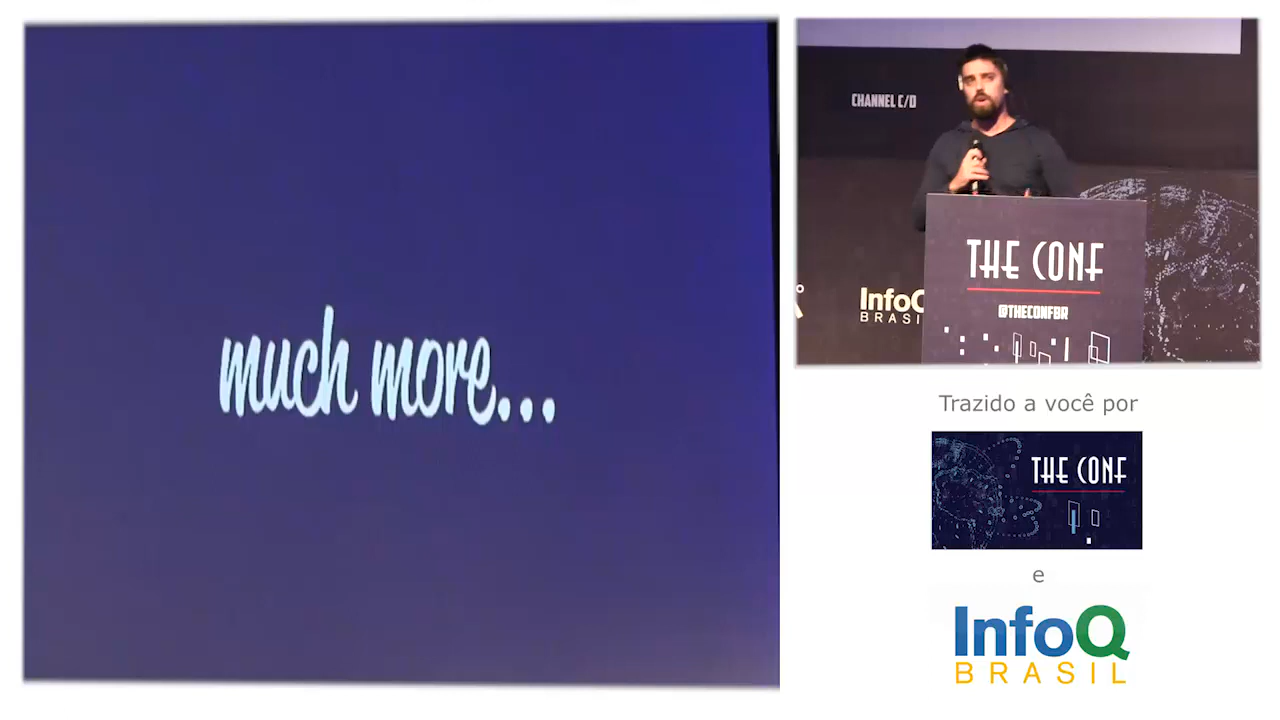 much more...
CHANNEL C/D
THE CONF
@THECONFBR
InfoQ
BRASIL
Trazido a você por
THE CONF
e
InfoQ
BRASIL